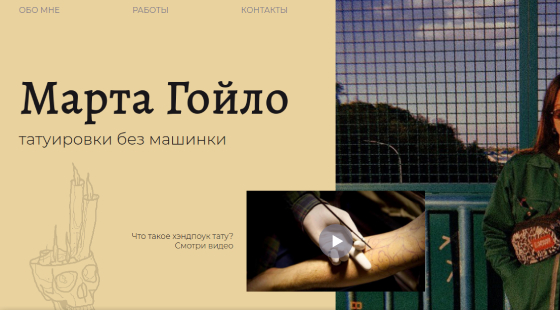 ОБО МНЕ
РАБОТЫ
КОНТАКТЫ
Марта Гойло
татуировки без машинки
Что такое хэндпоук тату?
Смотри видео